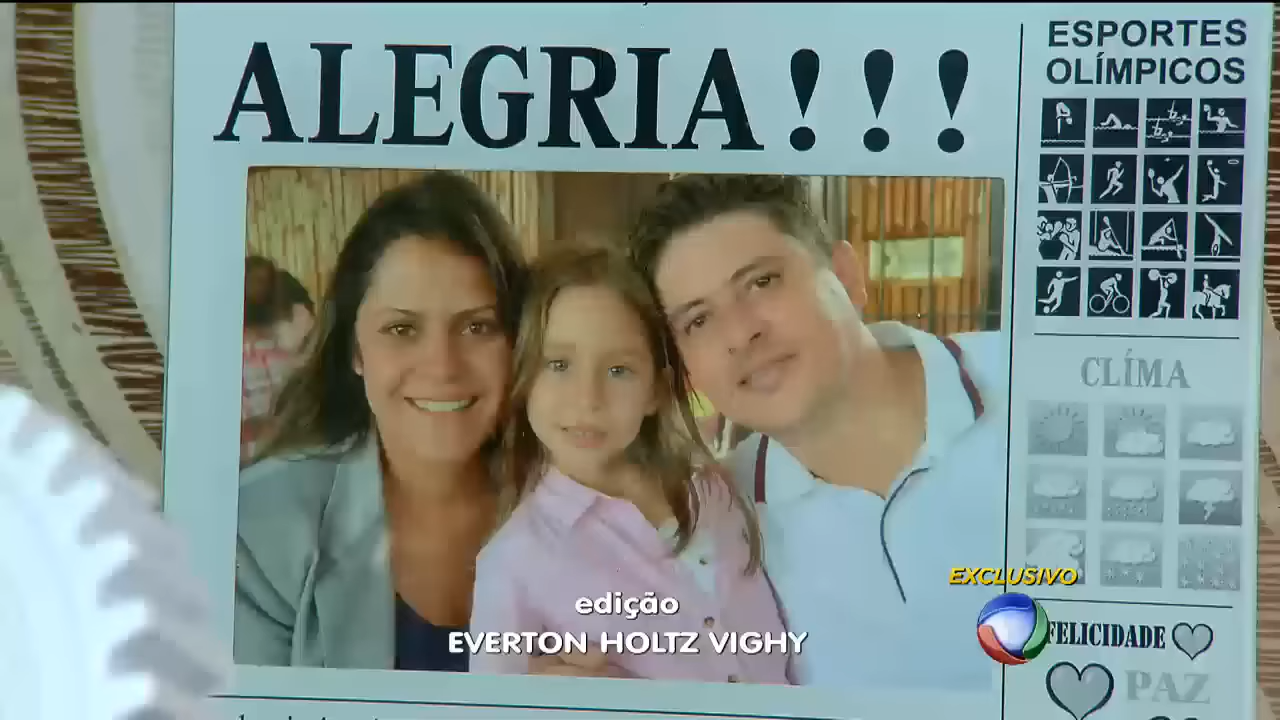 ALEGRIA!!!
ESPORTES
OLÍMPICOS
CLÍMA
EXCLUSIVO
FELICIDADE
PAZ
edição
EVERTON HOLTZ VIGHY